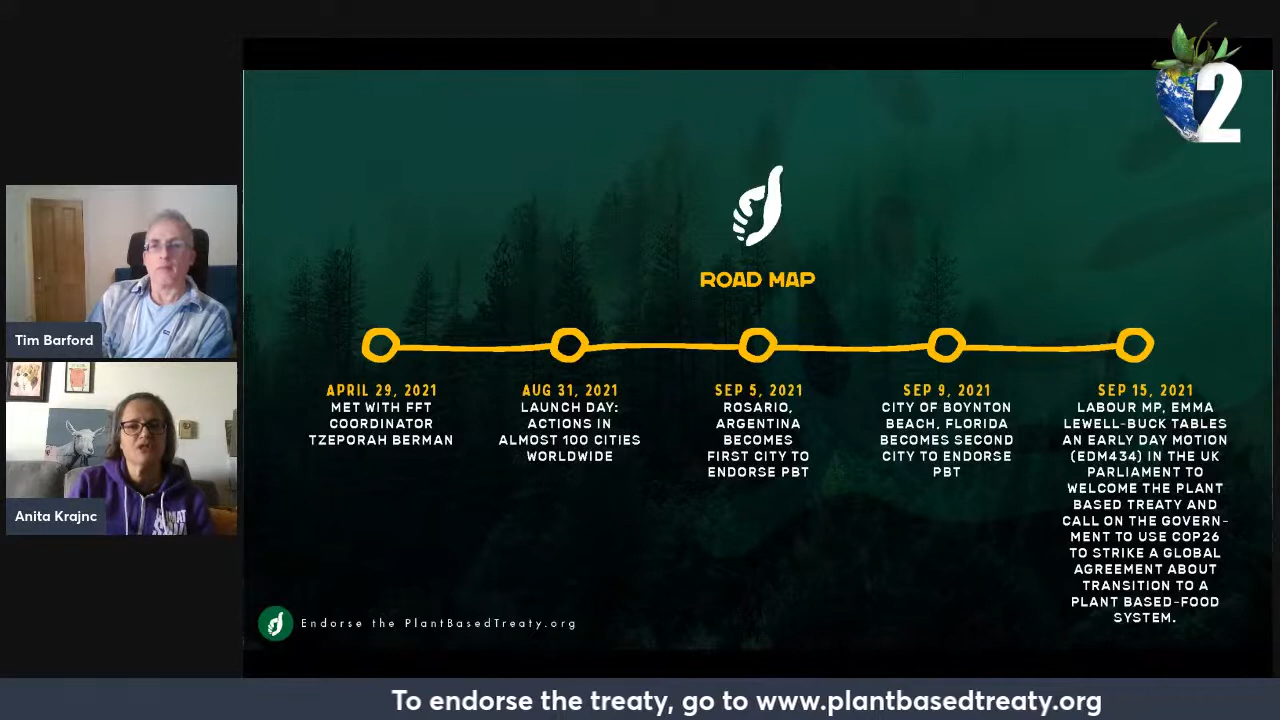 2
ROAD MAP
APRIL 29, 2021
MET WITH FFT
COORDINATOR
TZEPORAH BERMAN
AUG 31, 2021
LAUNCH DAY:
ACTIONS IN
ALMOST 100 CITIES
WORLDWIDE
SEP 5, 2021
ROSARIO,
ARGENTINA
BECOMES
FIRST CITY TO
ENDORSE PBT
SEP 9, 2021
CITY OF BOYNTON
BEACH, FLORIDA
BECOMES SECOND
CITY TO ENDORSE
PBT
SEP 15, 2021
LABOUR MP, EMMA
LEWELL-BUCK TABLES
AN EARLY DAY MOTION
(EDM434) IN THE UK
PARLIAMENT TO
WELCOME THE PLANT
BASED TREATY AND
CALL ON THE GOVERN-
MENT TO USE COP26
TO STRIKE A GLOBAL
AGREEMENT ABOUT
TRANSITION TO A
PLANT BASED-FOOD
SYSTEM.
Tim Barford
Anita Krajnc
Endorse the PlantBasedTreaty.org
To endorse the treaty, go to www.plantbasedtreaty.org